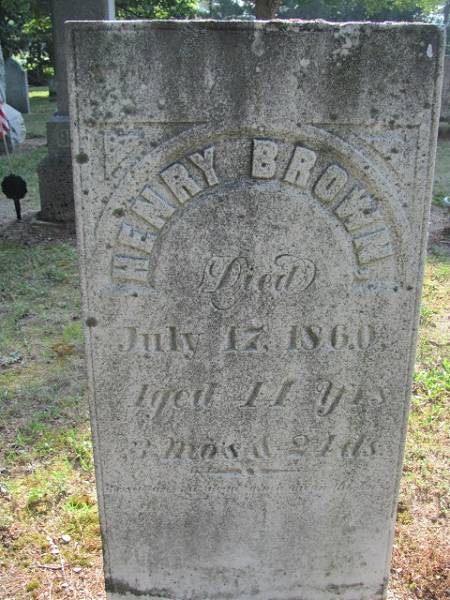 HENRY BROWN
Died
July 17, 1860.
Aged 44 Yrs
3 mos & 24 ds